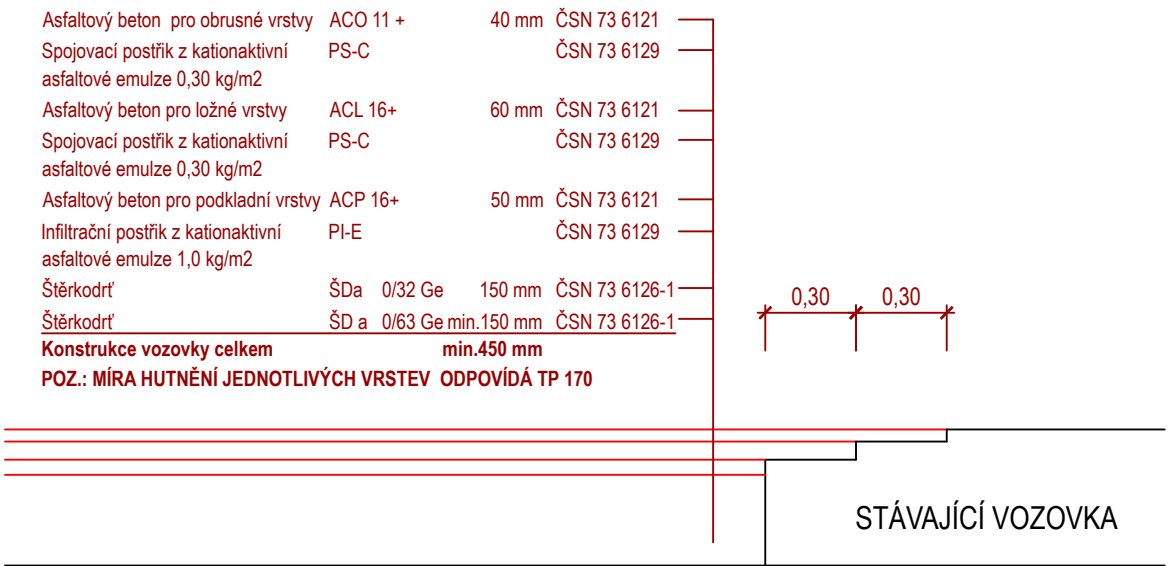 Asfaltový beton pro obrusné vrstvy ACO 11 + 40 mm ČSN 73 6121
Spojovací postřik z kationaktivní PS-C ČSN 73 6129
asfaltové emulze 0,30 kg/m2
Asfaltový beton pro ložné vrstvy ACL 16+ 60 mm ČSN 73 6121
Spojovací postřik z kationaktivní PS-C ČSN 73 6129
asfaltové emulze 0,30 kg/m2
Asfaltový beton pro podkladní vrstvy ACP 16+ 50 mm ČSN 73 6121
Infiltrační postřik z kationaktivní PI-E ČSN 73 6129
asfaltové emulze 1,0 kg/m2
Štěrkodrť ŠDa 0/32 Ge 150 mm ČSN 73 6126-1
Štěrkodrť ŠD a 0/63 Ge min.150 mm ČSN 73 6126-1
Konstrukce vozovky celkem min.450 mm
POZ.: MÍRA HUTNĚNÍ JEDNOTLIVÝCH VRSTEV ODPOVÍDÁ TP 170
0,30 0,30
STÁVAJÍCÍ VOZOVKA